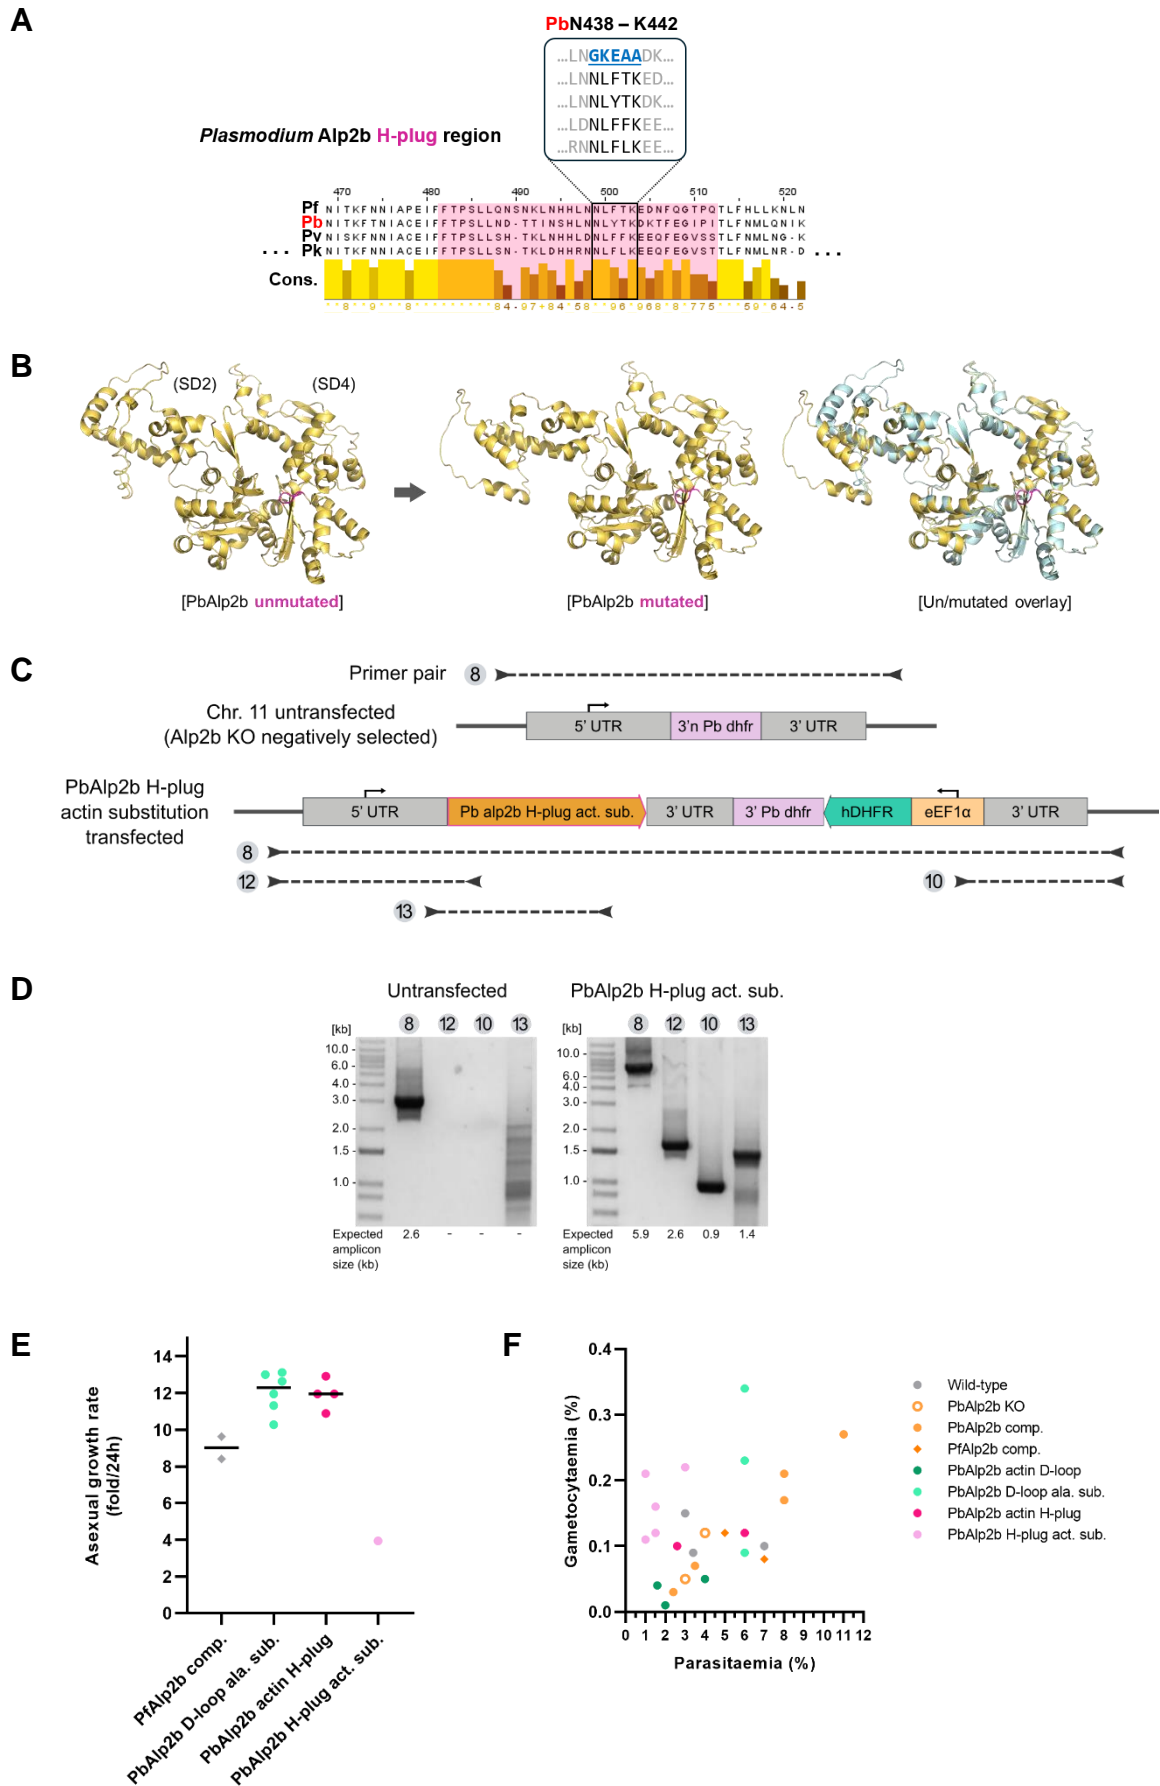 A
PbN438 – K442
...LNGKEAADK...
...LNNLFTKED...
...LNNLYTKDK...
...LDNLFFKEE...
...RNNLFLKEE...
Plasmodium Alp2b H-plug region
470 480 490 500 510 520
Pf NITKFNNIAPEIFFTPSLLQNSNKLNHHLNNLFTKEDNFQGTPQTLFHLLKNLN
Pb NITKFTNIACEIFFTPSLLND-TTINSHHLNNLYTKDKTFEGIPITLFNMLQNIK
Pv NISKFNNIACEIFFTPSLLSH-TKLNHHLDNLFFKEEQFEGVSSTLFNMLNG-K
... Pk NITKFNNIACEIFFTPSLLSN-TKLDHHRNNLFLKEEQFEGVSTTLFNMLQNR-D ...
Cons.
B
(SD2) (SD4)
[PbAlp2b unmutated] [PbAlp2b mutated] [Un/mutated overlay]
C
Primer pair 8
Chr. 11 untransfected
(Alp2b KO negatively selected)
5' UTR 3'n Pb dhfr 3' UTR
PbAlp2b H-plug
actin substitution
transfected
5' UTR Pb alp2b H-plug act. sub. 3' UTR 3' Pb dhfr hDHFR eEF1α 3' UTR
8
12 10
13
D
Untransfected PbAlp2b H-plug act. sub.
[kb] 8 12 10 13 [kb] 8 12 10 13
10.0 - 10.0 -
6.0 - 6.0 -
4.0 - 4.0 -
3.0 - 3.0 -
2.0 - 2.0 -
1.5 - 1.5 -
1.0 - 1.0 -
Expected 2.6 - - - Expected 5.9 2.6 0.9 1.4
amplicon amplicon
size (kb) size (kb)
E
Asexual growth rate
(fold/24h)
14
12
10
8
6
4
2
0
PfAlp2b comp.
PbAlp2b D-loop ala. sub.
PbAlp2b actin H-plug
PbAlp2b H-plug act. sub.
F
Gametocytaemia (%)
0.4
0.3
0.2
0.1
0.0
0 1 2 3 4 5 6 7 8 9 10 11 12
Parasitaemia (%)
Wild-type
PbAlp2b KO
PbAlp2b comp.
PfAlp2b comp.
PbAlp2b actin D-loop
PbAlp2b D-loop ala. sub.
PbAlp2b actin H-plug
PbAlp2b H-plug act. sub.